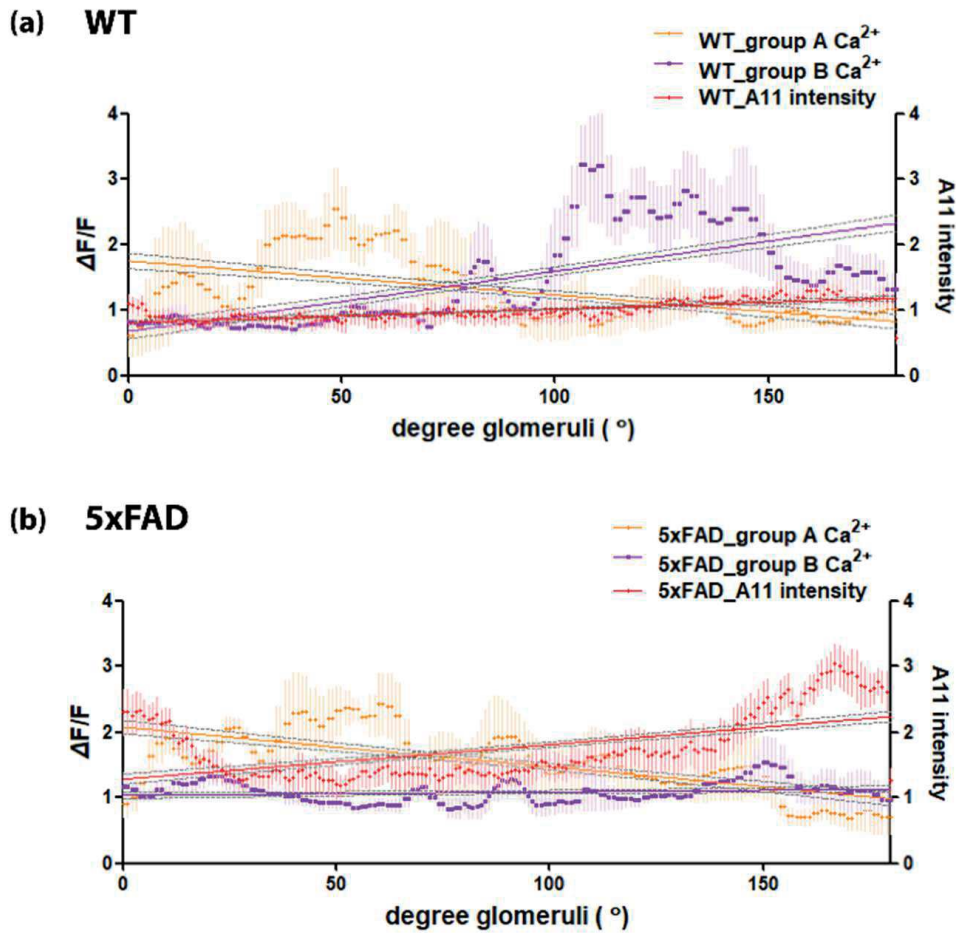 (a) WT
WT_group A Ca2+
WT_group B Ca2+
WT_A11 intensity
4
3
2
1
0
ΔF/F
4
3
2
1
0
A11 intensity
0 50 100 150
degree glomeruli ( °)
(b) 5xFAD
5xFAD_group A Ca2+
5xFAD_group B Ca2+
5xFAD_A11 intensity
4
3
2
1
0
ΔF/F
4
3
2
1
0
A11 intensity
0 50 100 150
degree glomeruli ( °)